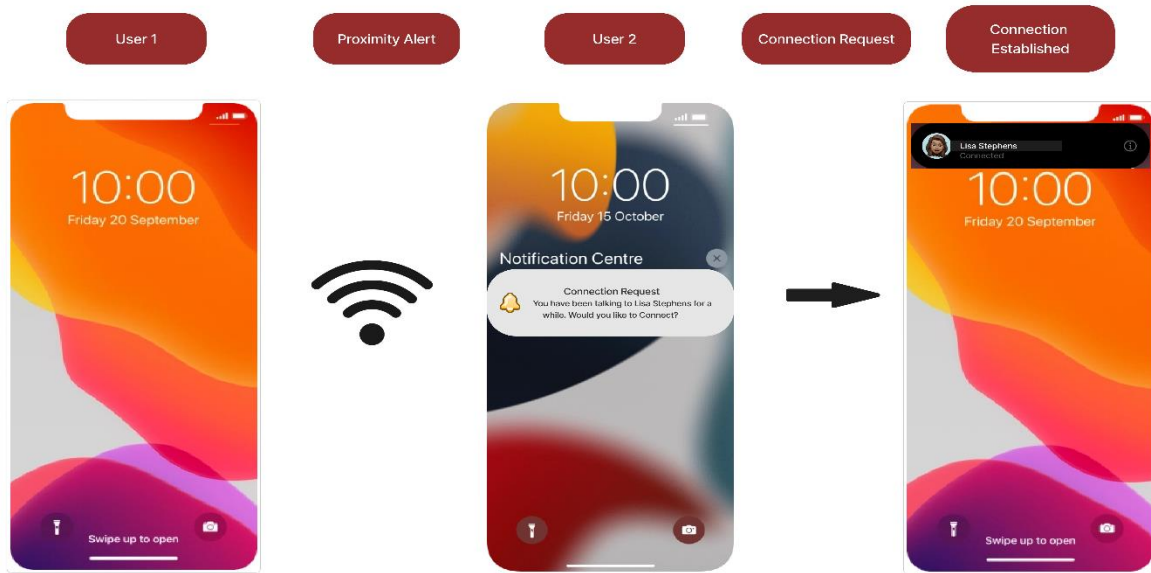 User 1
Proximity Alert
User 2
Connection Request
Connection
Established
10:00
Friday 20 September
Swipe up to open
10:00
Friday 15 October
Notification Centre
Connection Request
You have been talking to Lisa Stephens for a
while. Would you like to Connect?
Lisa Stephens
Connected
10:00
Friday 20 September
Swipe up to open